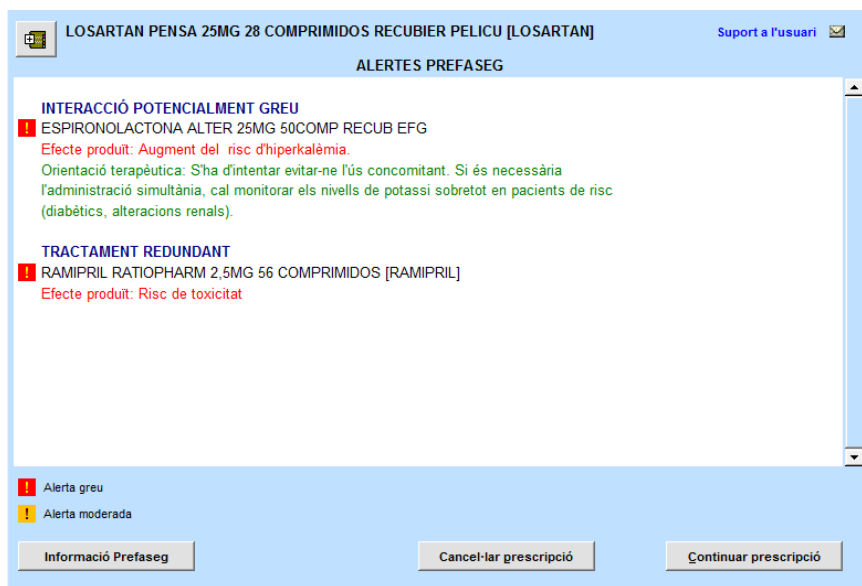 LOSARTAN PENSA 25MG 28 COMPRIMIDOS RECUBIER PELICU [LOSARTAN]
Suport a l'usuari
ALERTES PREFASEG
INTERACCIÓ POTENCIALMENT GREU
! ESPIRONOLACTONA ALTER 25MG 50COMP RECUB EFG
Efecte produït: Augment del risc d'hiperkalèmia.
Orientació terapèutica: S'ha d'intentar evitar-ne l'ús concomitant. Si és necessària
l'administració simultània, cal monitorar els nivells de potassi sobretot en pacients de risc
(diabètics, alteracions renals).
TRACTAMENT REDUNDANT
! RAMIPRIL RATIOPHARM 2,5MG 56 COMPRIMIDOS [RAMIPRIL]
Efecte produït: Risc de toxicitat
! Alerta greu
! Alerta moderada
Informació Prefaseg
Cancel·lar prescripció
Continuar prescripció